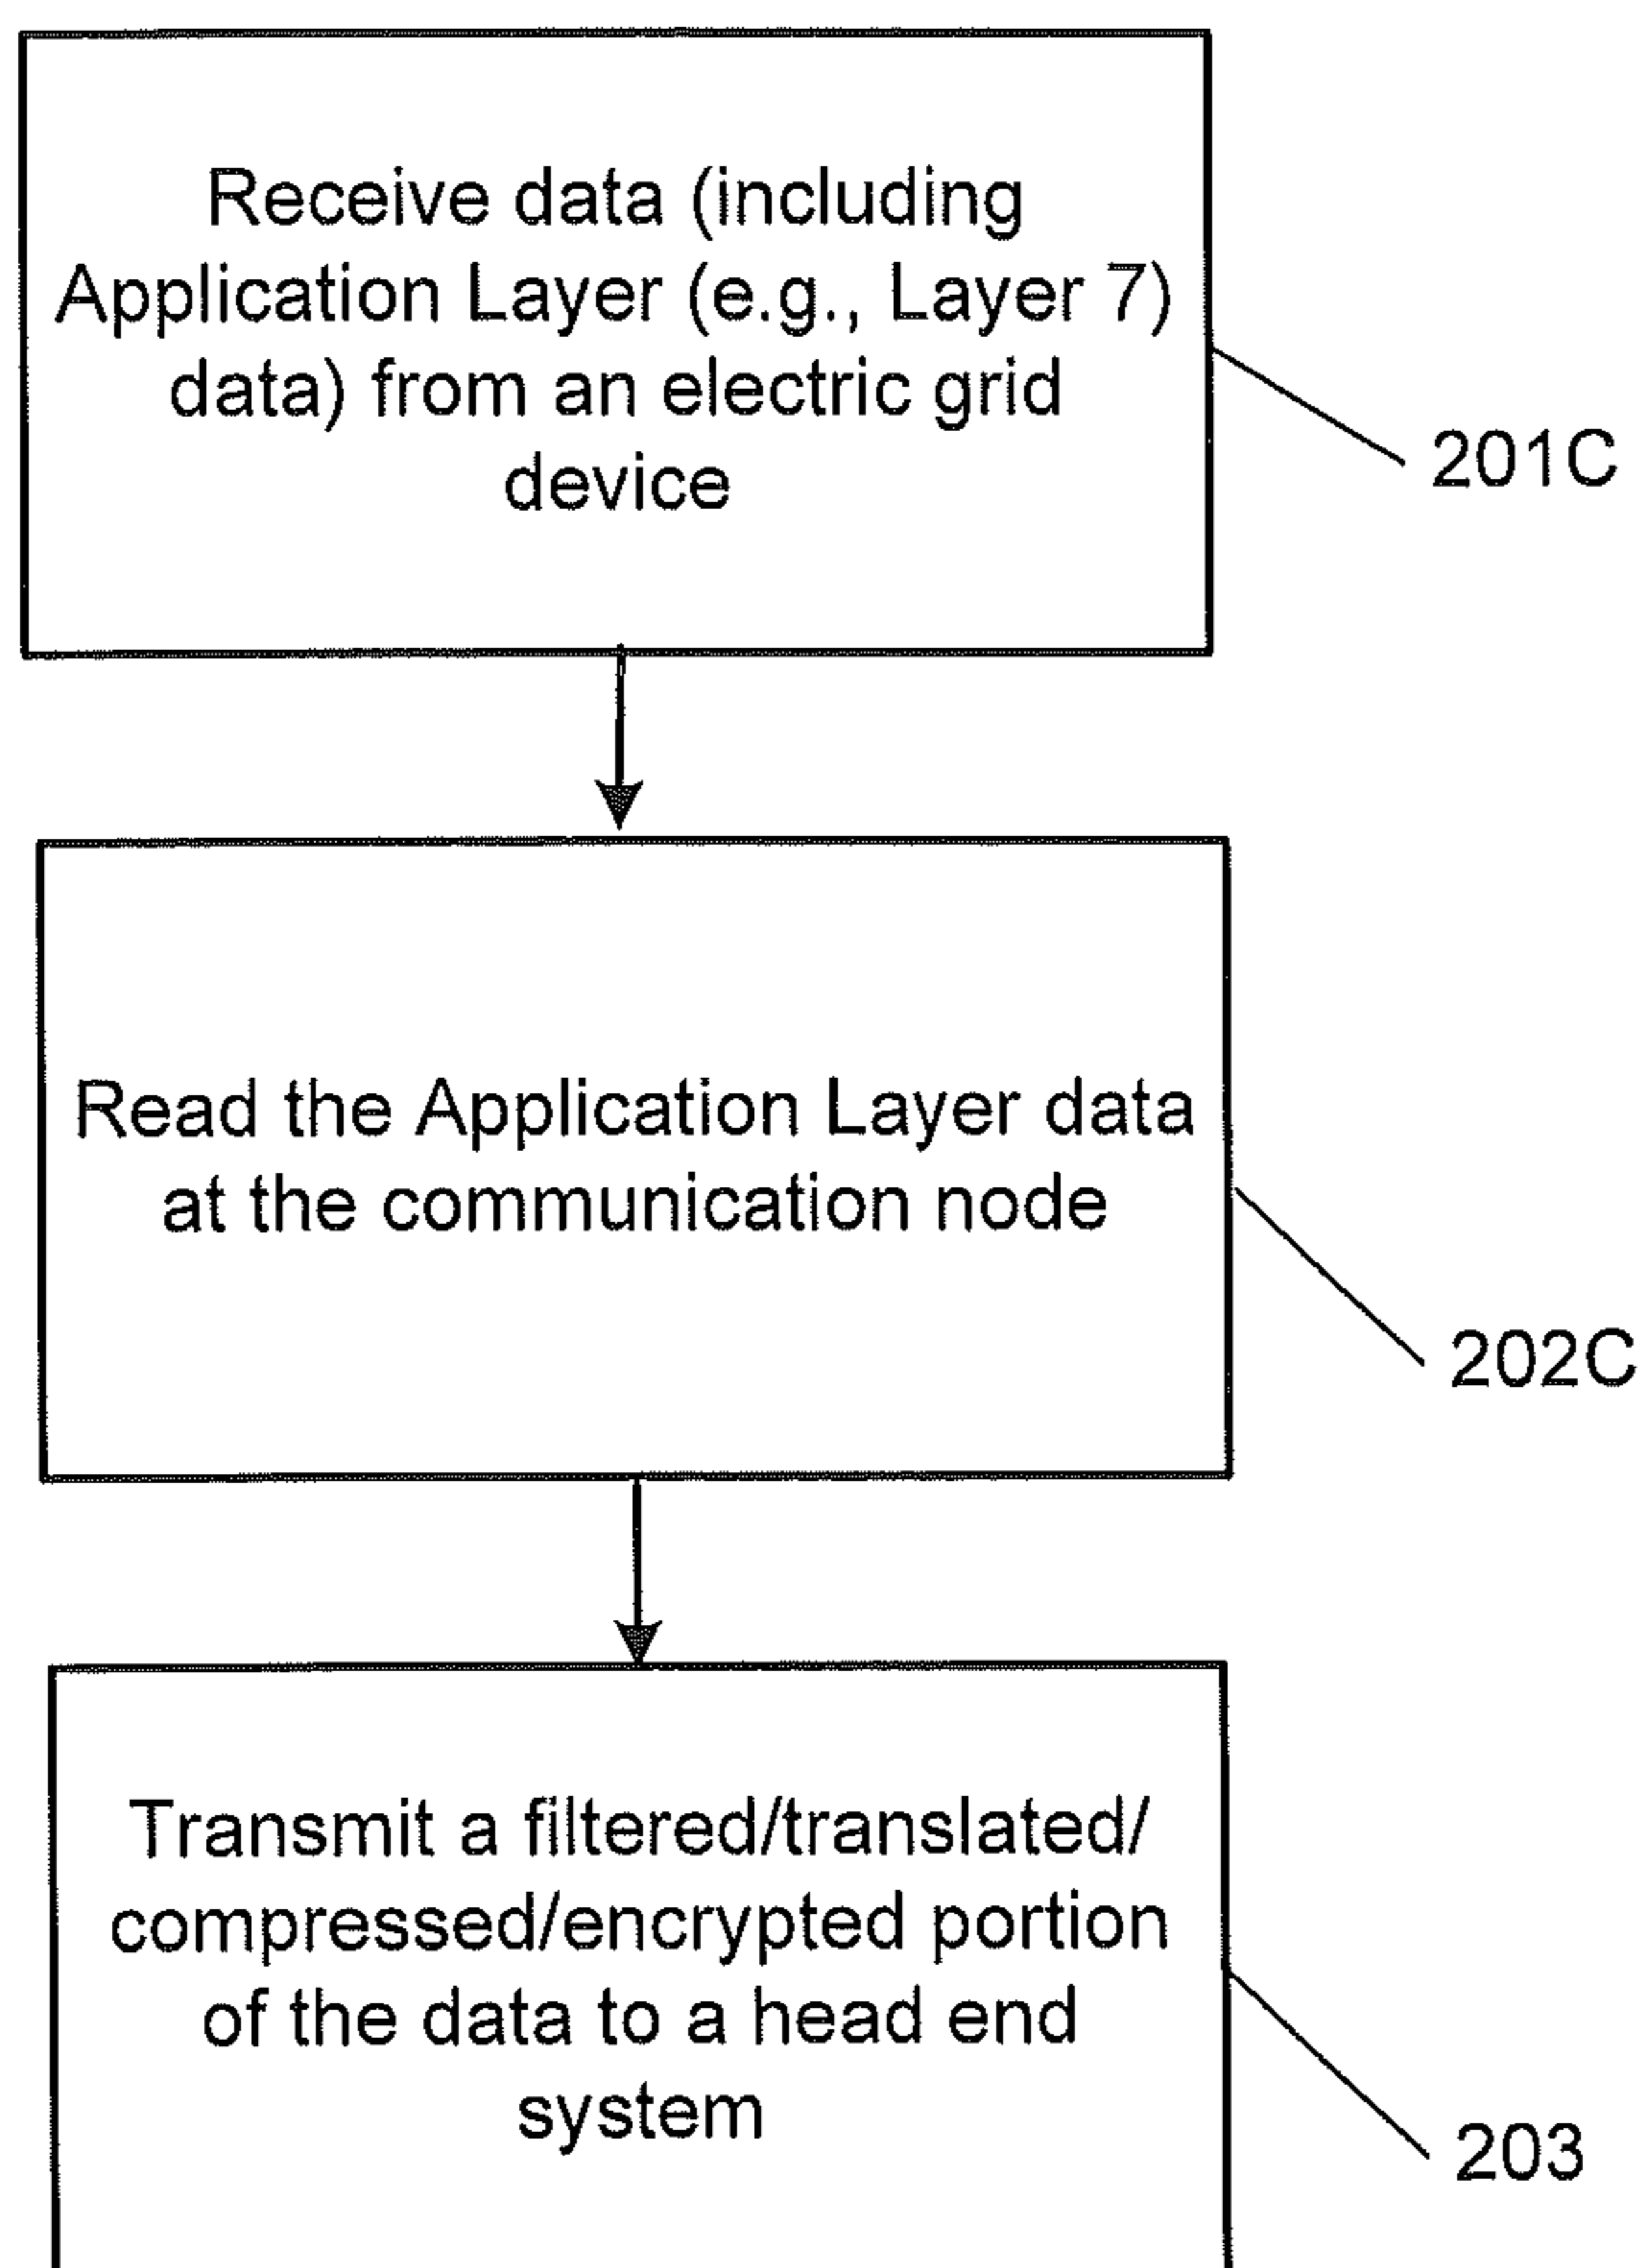 Receive data (including
Application Layer (e.g., Layer 7)
data) from an electric grid
device
201C
Read the Application Layer data
at the communication node
202C
Transmit a filtered/translated/
compressed/encrypted portion
of the data to a head end
system
203